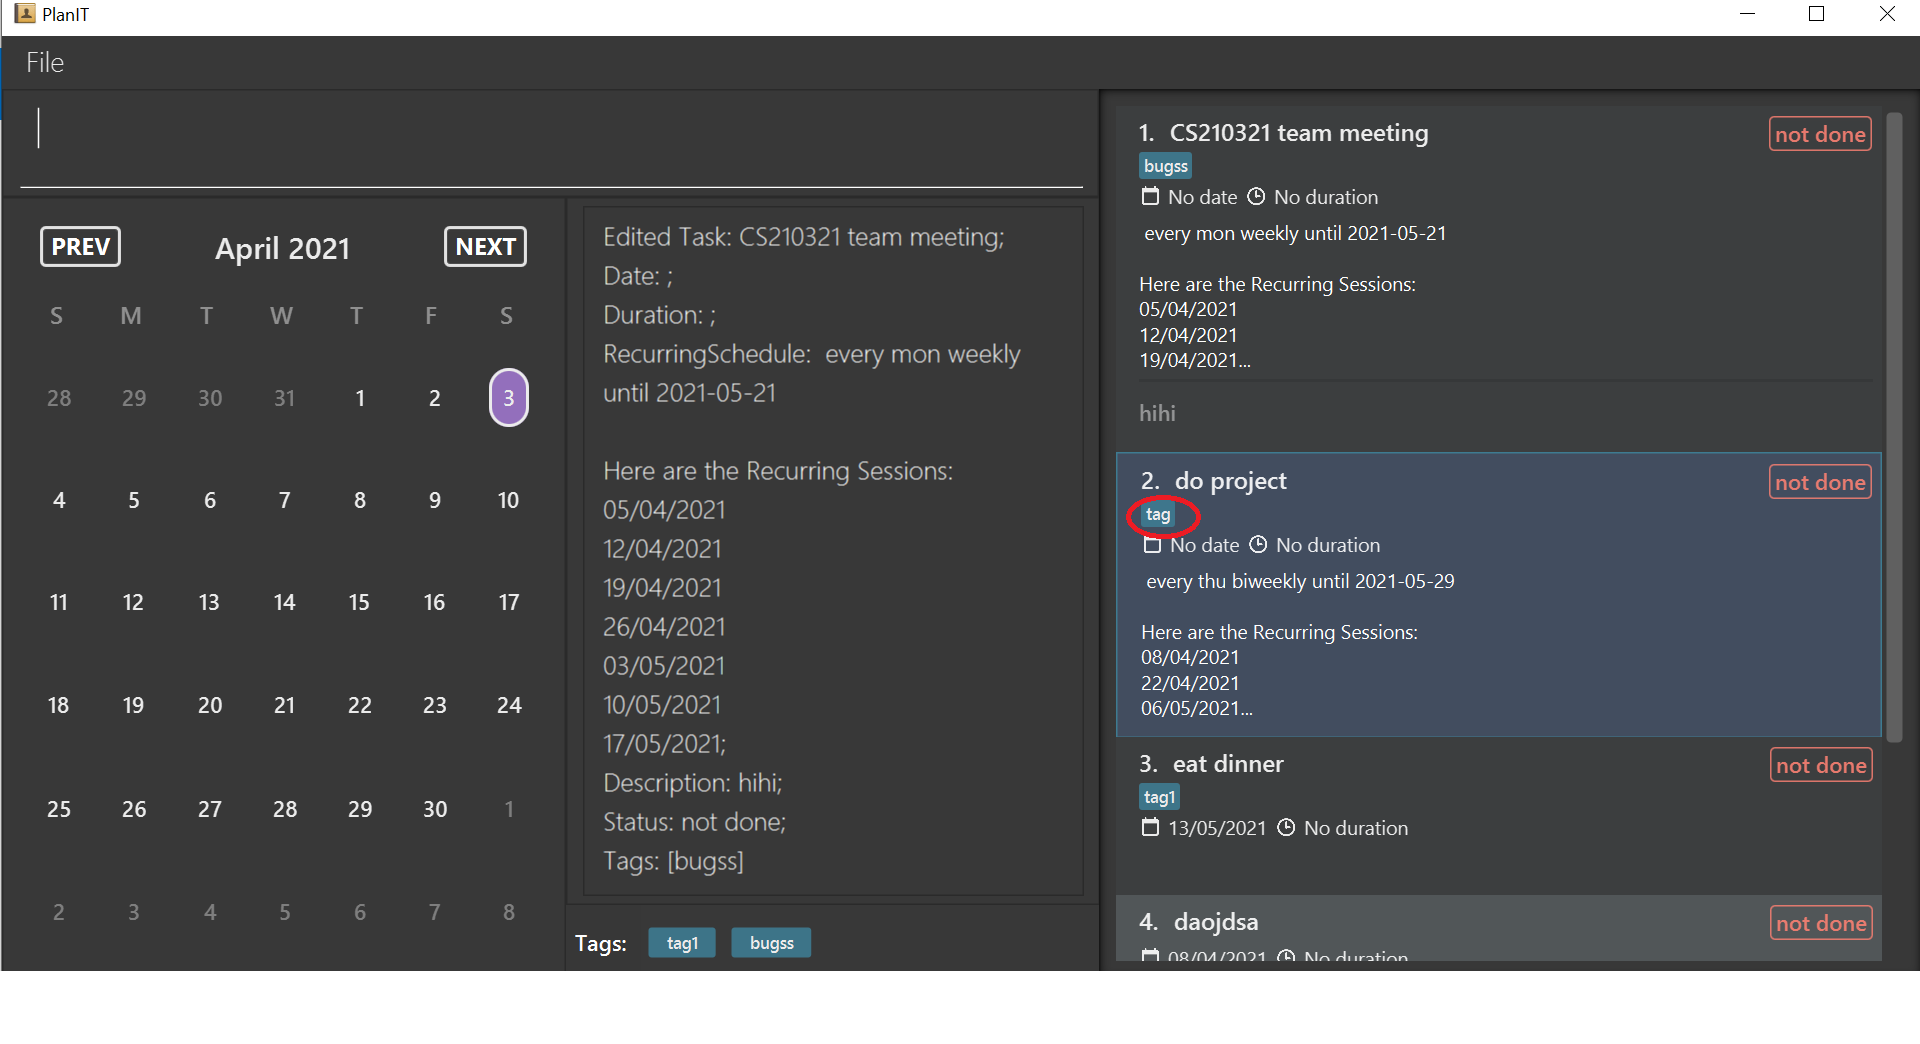 PlanIT
File
PREV April 2021 NEXT
S M T W T F S
28 29 30 31 1 2 3
4 5 6 7 8 9 10
11 12 13 14 15 16 17
18 19 20 21 22 23 24
25 26 27 28 29 30 1
2 3 4 5 6 7 8
Edited Task: CS210321 team meeting;
Date: ;
Duration: ;
RecurringSchedule:  every mon weekly
until 2021-05-21
Here are the Recurring Sessions:
05/04/2021
12/04/2021
19/04/2021
26/04/2021
03/05/2021
10/05/2021
17/05/2021;
Description: hihi;
Status: not done;
Tags: [bugss]
Tags: tag1 bugss
1. CS210321 team meeting not done
bugss
No date No duration
every mon weekly until 2021-05-21
Here are the Recurring Sessions:
05/04/2021
12/04/2021
19/04/2021...
hihi
2. do project not done
tag
No date No duration
every thu biweekly until 2021-05-29
Here are the Recurring Sessions:
08/04/2021
22/04/2021
06/05/2021...
3. eat dinner not done
tag1
13/05/2021 No duration
4. daojdsa not done
08/04/2021 No duration